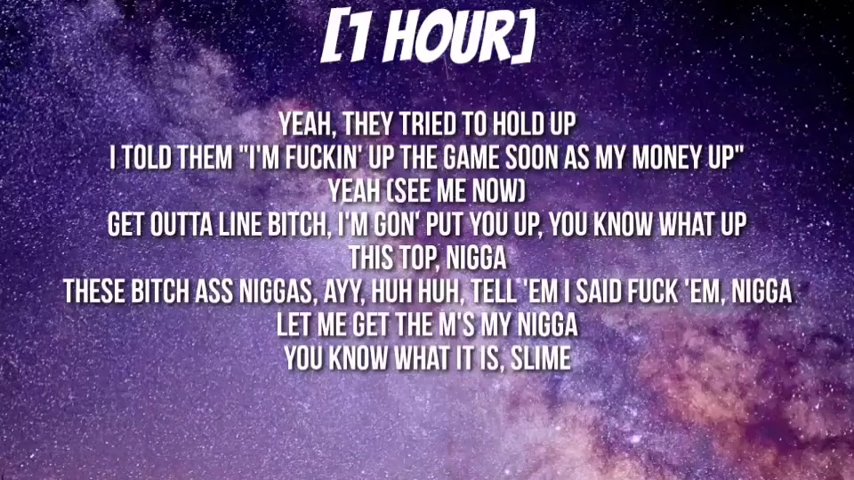 [1 HOUR]
YEAH, THEY TRIED TO HOLD UP
I TOLD THEM "I'M FUCKIN' UP THE GAME SOON AS MY MONEY UP"
YEAH (SEE ME NOW)
GET OUTTA LINE BITCH, I'M GON' PUT YOU UP, YOU KNOW WHAT UP
THIS TOP, NIGGA
THESE BITCH ASS NIGGAS, AYY, HUH HUH, TELL 'EM I SAID FUCK 'EM, NIGGA
LET ME GET THE M'S MY NIGGA
YOU KNOW WHAT IT IS, SLIME